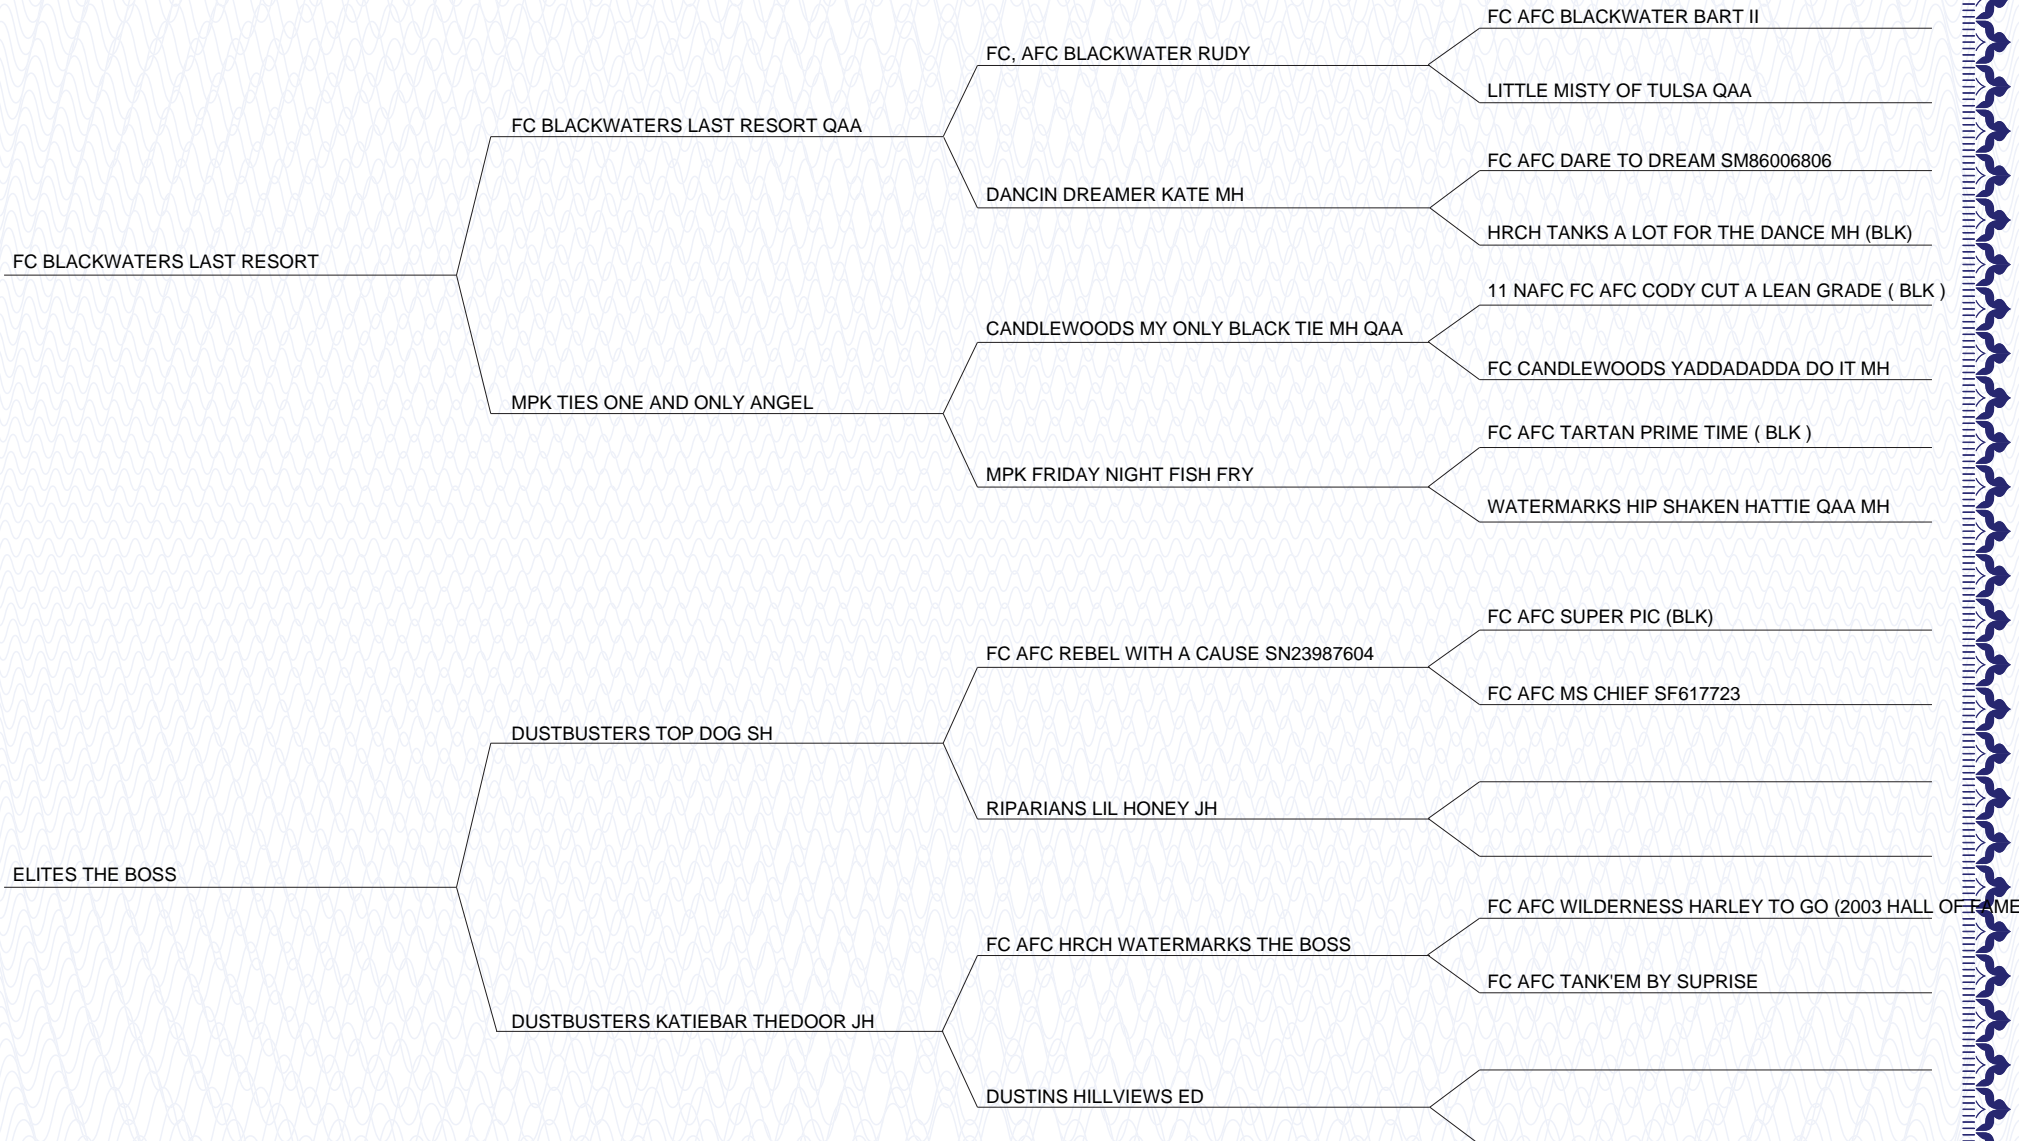 FC AFC BLACKWATER BART II
FC, AFC BLACKWATER RUDY
LITTLE MISTY OF TULSA QAA
FC BLACKWATERS LAST RESORT QAA
FC AFC DARE TO DREAM SM86006806
DANCIN DREAMER KATE MH
HRCH TANKS A LOT FOR THE DANCE MH (BLK)
FC BLACKWATERS LAST RESORT
11 NAFC FC AFC CODY CUT A LEAN GRADE ( BLK )
CANDLEWOODS MY ONLY BLACK TIE MH QAA
FC CANDLEWOODS YADDADADDA DO IT MH
MPK TIES ONE AND ONLY ANGEL
FC AFC TARTAN PRIME TIME ( BLK )
MPK FRIDAY NIGHT FISH FRY
WATERMARKS HIP SHAKEN HATTIE QAA MH
FC AFC SUPER PIC (BLK)
FC AFC REBEL WITH A CAUSE SN23987604
FC AFC MS CHIEF SF617723
DUSTBUSTERS TOP DOG SH
RIPARIANS LIL HONEY JH
ELITES THE BOSS
FC AFC WILDERNESS HARLEY TO GO (2003 HALL OF FAME
FC AFC HRCH WATERMARKS THE BOSS
FC AFC TANK'EM BY SUPRISE
DUSTBUSTERS KATIEBAR THEDOOR JH
DUSTINS HILLVIEWS ED